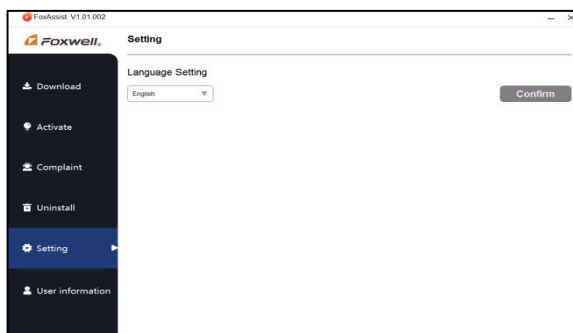 FoxAssist V1.01.002
FOXWELL®
Setting
Language Setting
English
Confirm
Download
Activate
Complaint
Uninstall
Setting
User information